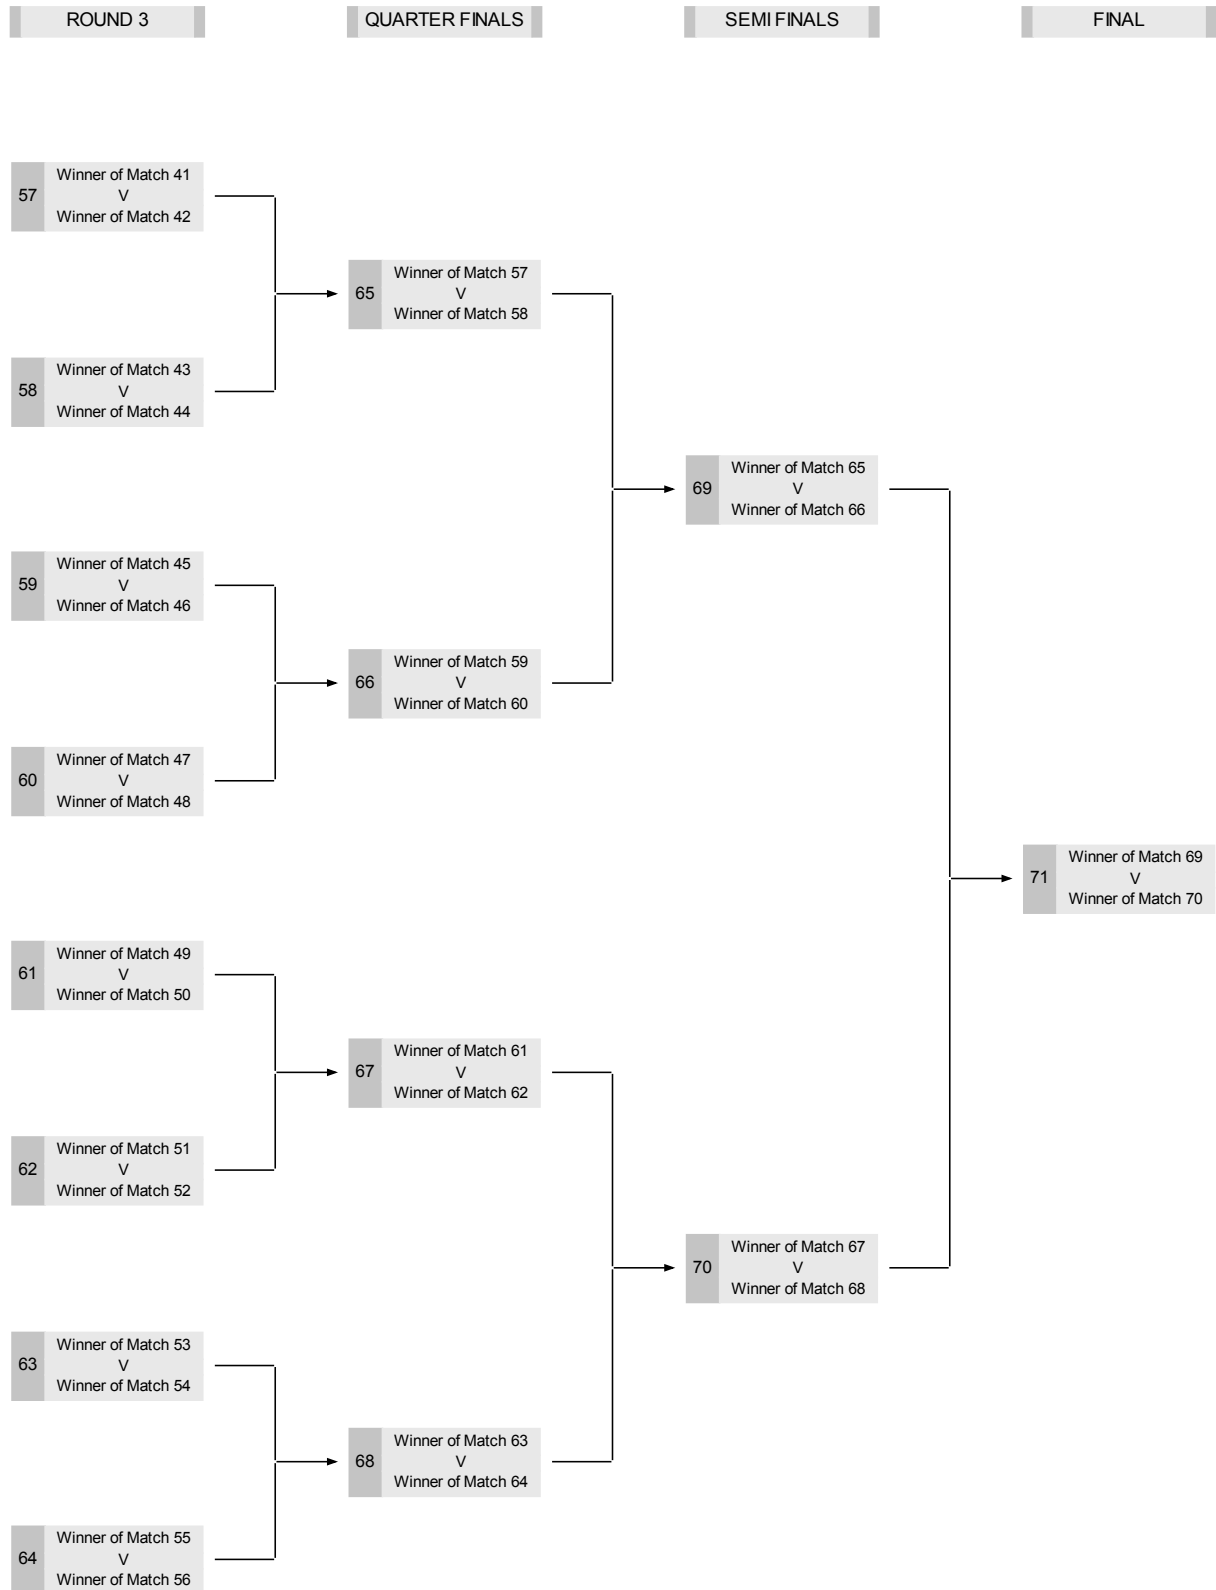 ROUND 3
QUARTER FINALS
SEMI FINALS
FINAL
57
Winner of Match 41
V
Winner of Match 42
58
Winner of Match 43
V
Winner of Match 44
59
Winner of Match 45
V
Winner of Match 46
60
Winner of Match 47
V
Winner of Match 48
61
Winner of Match 49
V
Winner of Match 50
62
Winner of Match 51
V
Winner of Match 52
63
Winner of Match 53
V
Winner of Match 54
64
Winner of Match 55
V
Winner of Match 56
65
Winner of Match 57
V
Winner of Match 58
66
Winner of Match 59
V
Winner of Match 60
67
Winner of Match 61
V
Winner of Match 62
68
Winner of Match 63
V
Winner of Match 64
69
Winner of Match 65
V
Winner of Match 66
70
Winner of Match 67
V
Winner of Match 68
71
Winner of Match 69
V
Winner of Match 70